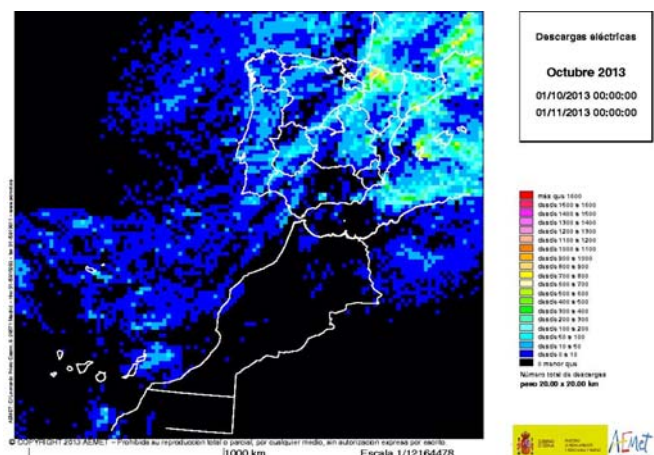 Descargas eléctricas
Octubre 2013
01/10/2013 00:00:00
01/11/2013 00:00:00
más que 1600
desde 1500 a 1600
desde 1400 a 1500
desde 1300 a 1400
desde 1200 a 1300
desde 1100 a 1200
desde 1000 a 1100
desde 900 a 1000
desde 800 a 900
desde 700 a 800
desde 600 a 700
desde 500 a 600
desde 400 a 500
desde 300 a 400
desde 200 a 300
desde 100 a 200
desde 50 a 100
desde 10 a 50
desde 0 a 10
0 menor que
Número total de descargas
paso 20.00 x 20.00 km
© COPYRIGHT 2013 AEMET - Prohibida su reproducción total o parcial, por cualquier medio, sin autorización expresa por escrito.
1000 km
Escala 1/12164478
AEMet